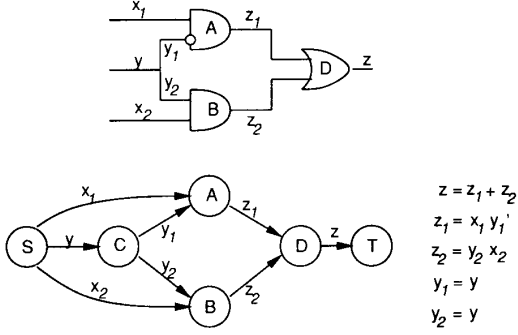 x1
A
z1
y1
y
D
z
y2
x2
B
z2
x1
A
z1
z = z1 + z2
y1
z1 = x1 y1'
S
y
C
D
z
T
z2 = y2 x2
y2
y1 = y
x2
B
z2
y2 = y